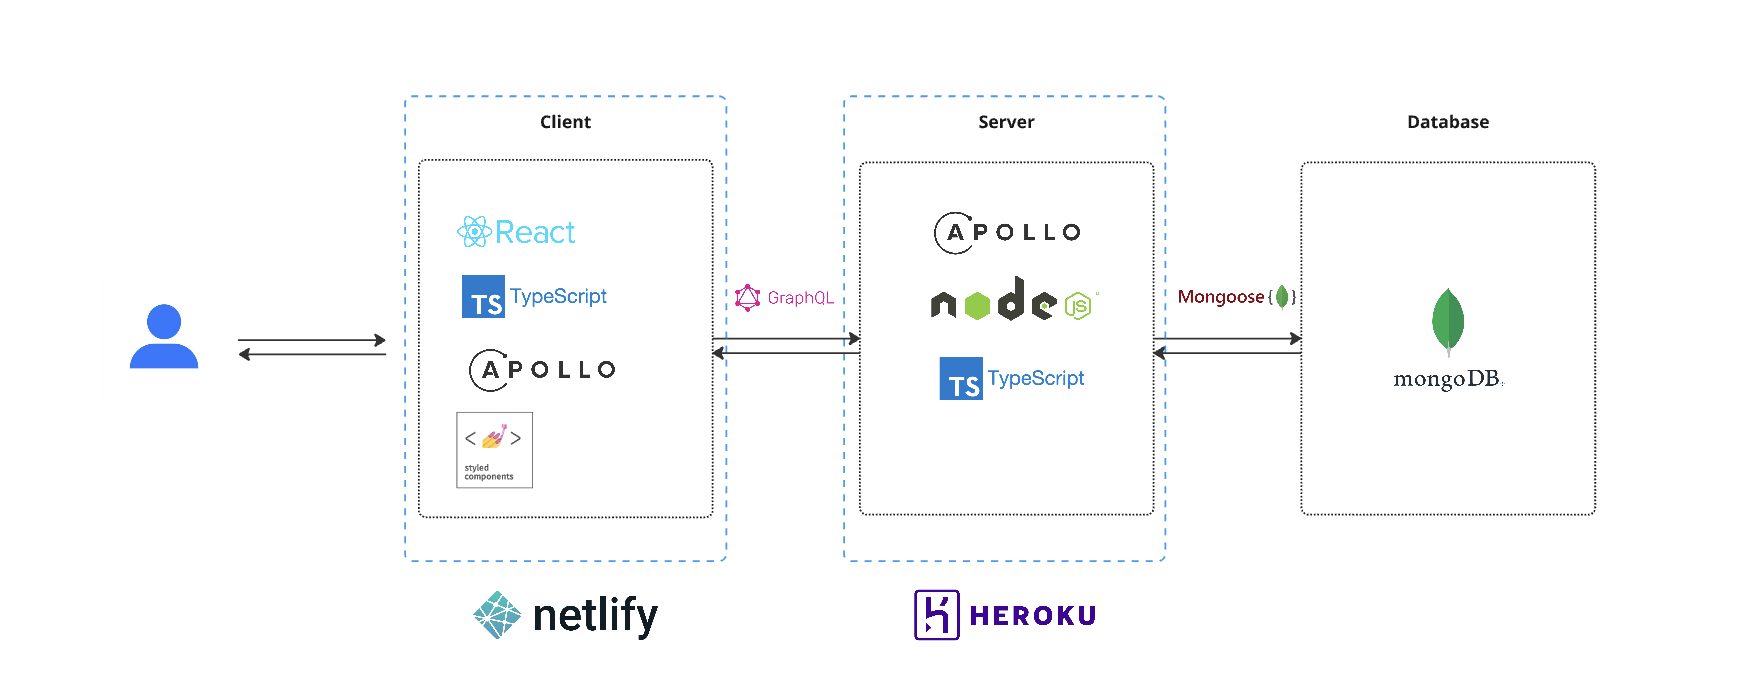 Client
Server
Database
React
TS TypeScript
APOLLO
< >
styled
components
GraphQL
APOLLO
node
JS
TS TypeScript
Mongoose { }
mongoDB
netlify
HEROKU